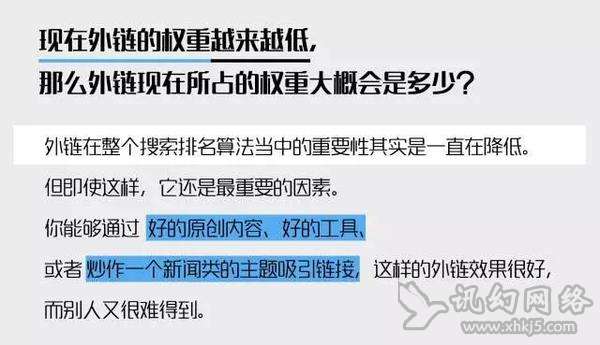 现在外链的权重越来越低,
那么外链现在所占的权重大概会是多少?
外链在整个搜索排名算法当中的重要性其实是一直在降低。
但即使这样，它还是最重要的因素。
你能够通过 好的原创内容、好的工具、
或者 炒作一个新闻类的主题吸引链接，这样的外链效果很好，
而别人又很难得到。
讯幻网络
www.xhkj5.com